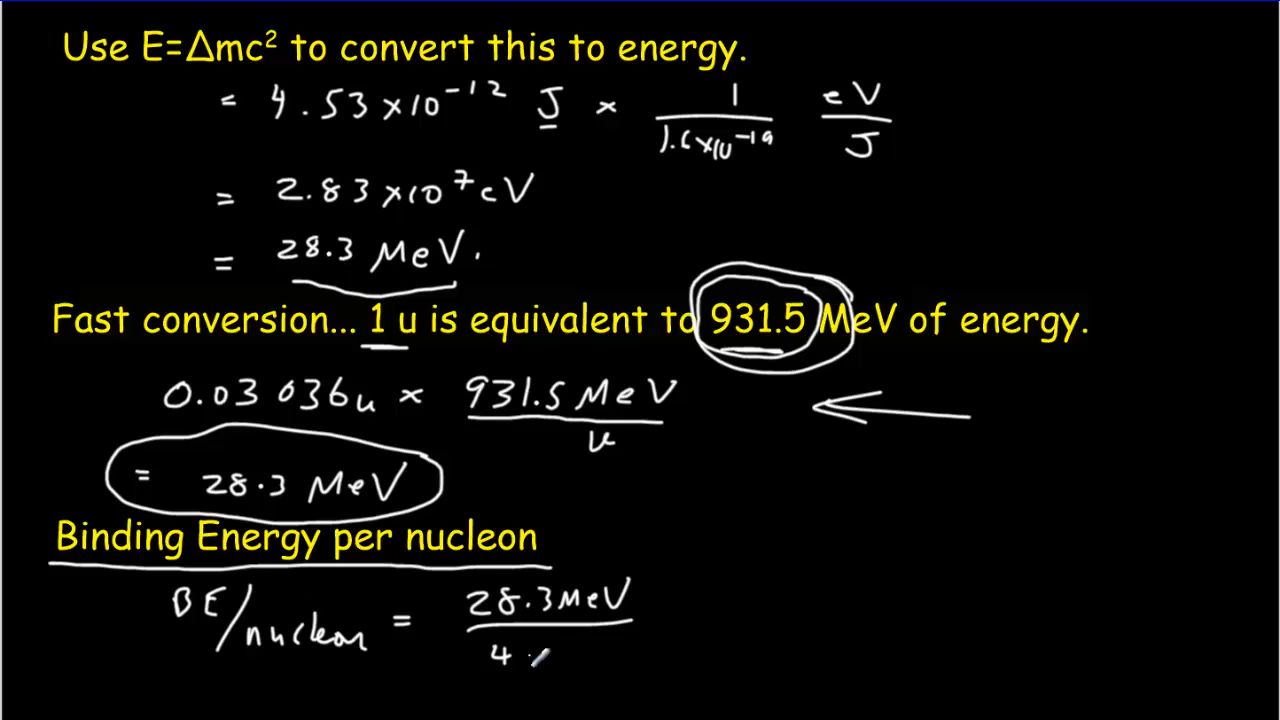 Use E=Δmc² to convert this to energy.
= 4.53×10⁻¹² J × 1/1.6×10⁻¹⁹ eV/J
= 2.83×10⁷ eV
= 28.3 MeV.
Fast conversion... 1 u is equivalent to 931.5 MeV of energy.
0.03036u × 931.5 MeV/u
= 28.3 MeV
Binding Energy per nucleon
BE/nucleon = 28.3 MeV/4